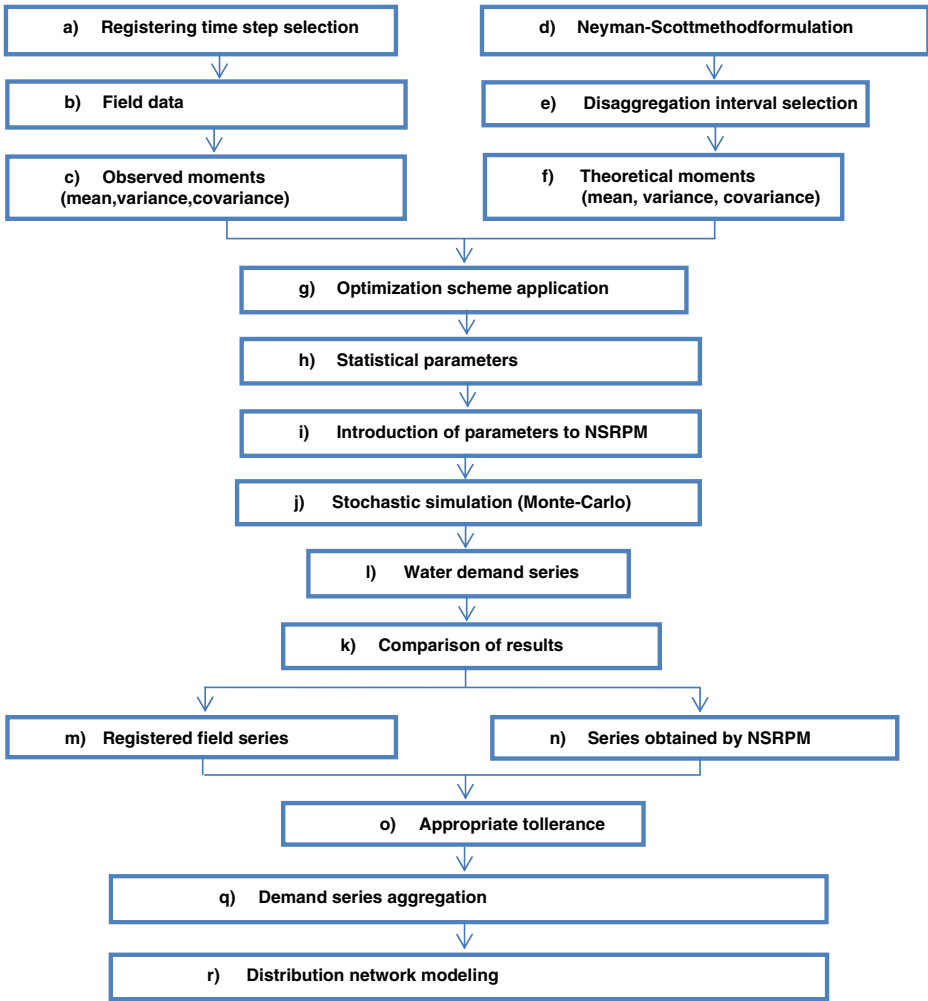 a) Registering time step selection
d) Neyman-Scottmethodformulation
b) Field data
e) Disaggregation interval selection
c) Observed moments
(mean,variance,covariance)
f) Theoretical moments
(mean, variance, covariance)
g) Optimization scheme application
h) Statistical parameters
i) Introduction of parameters to NSRPM
j) Stochastic simulation (Monte-Carlo)
l) Water demand series
k) Comparison of results
m) Registered field series
n) Series obtained by NSRPM
o) Appropriate tollerance
q) Demand series aggregation
r) Distribution network modeling